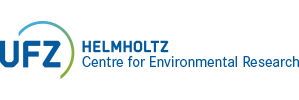 UFZ
HELMHOLTZ
Centre for Environmental Research